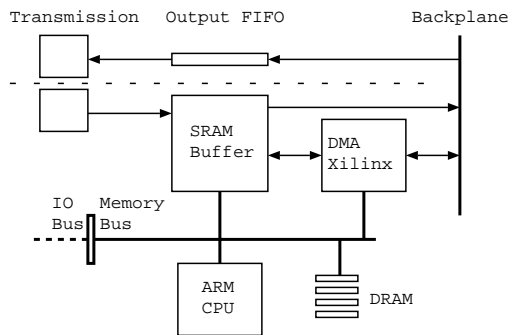 Transmission
Output FIFO
Backplane
SRAM
Buffer
DMA
Xilinx
IO
Bus
Memory
Bus
ARM
CPU
DRAM